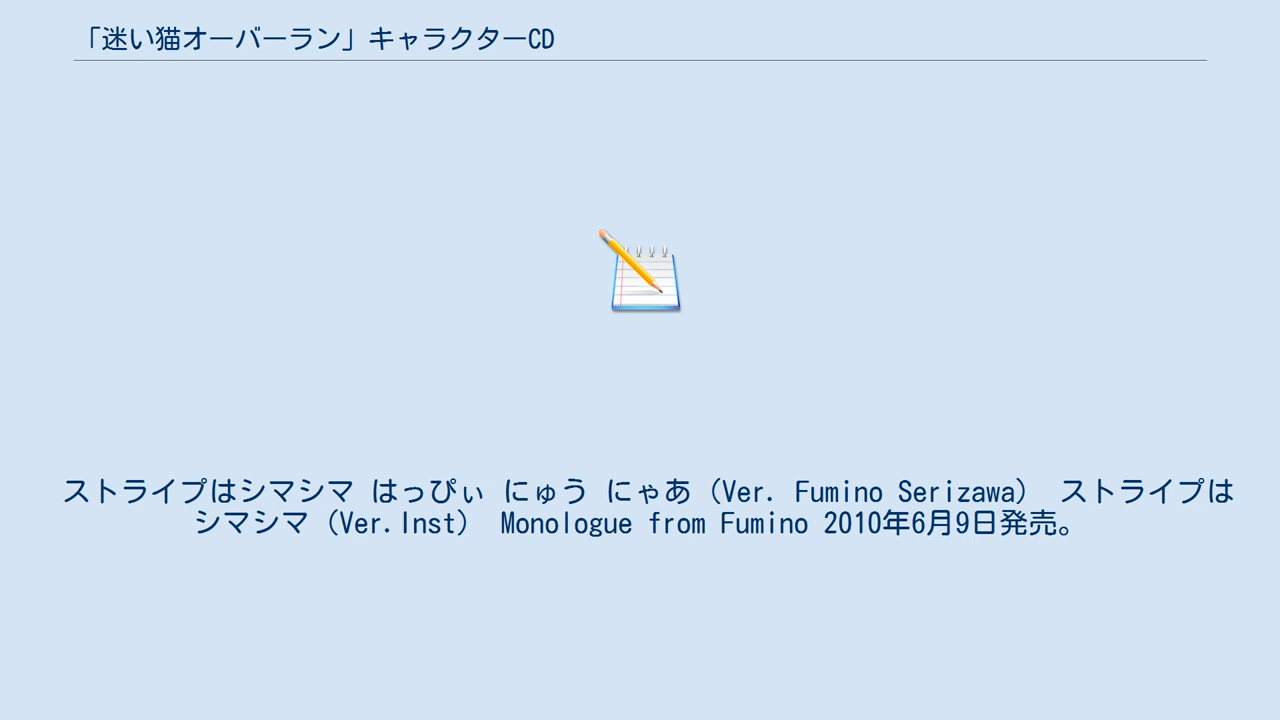 「迷い猫オーバーラン」キャラクターCD
ストライプはシマシマ はっぴぃ にゅう にゃあ（Ver. Fumino Serizawa） ストライプは
シマシマ（Ver.Inst） Monologue from Fumino 2010年6月9日発売。